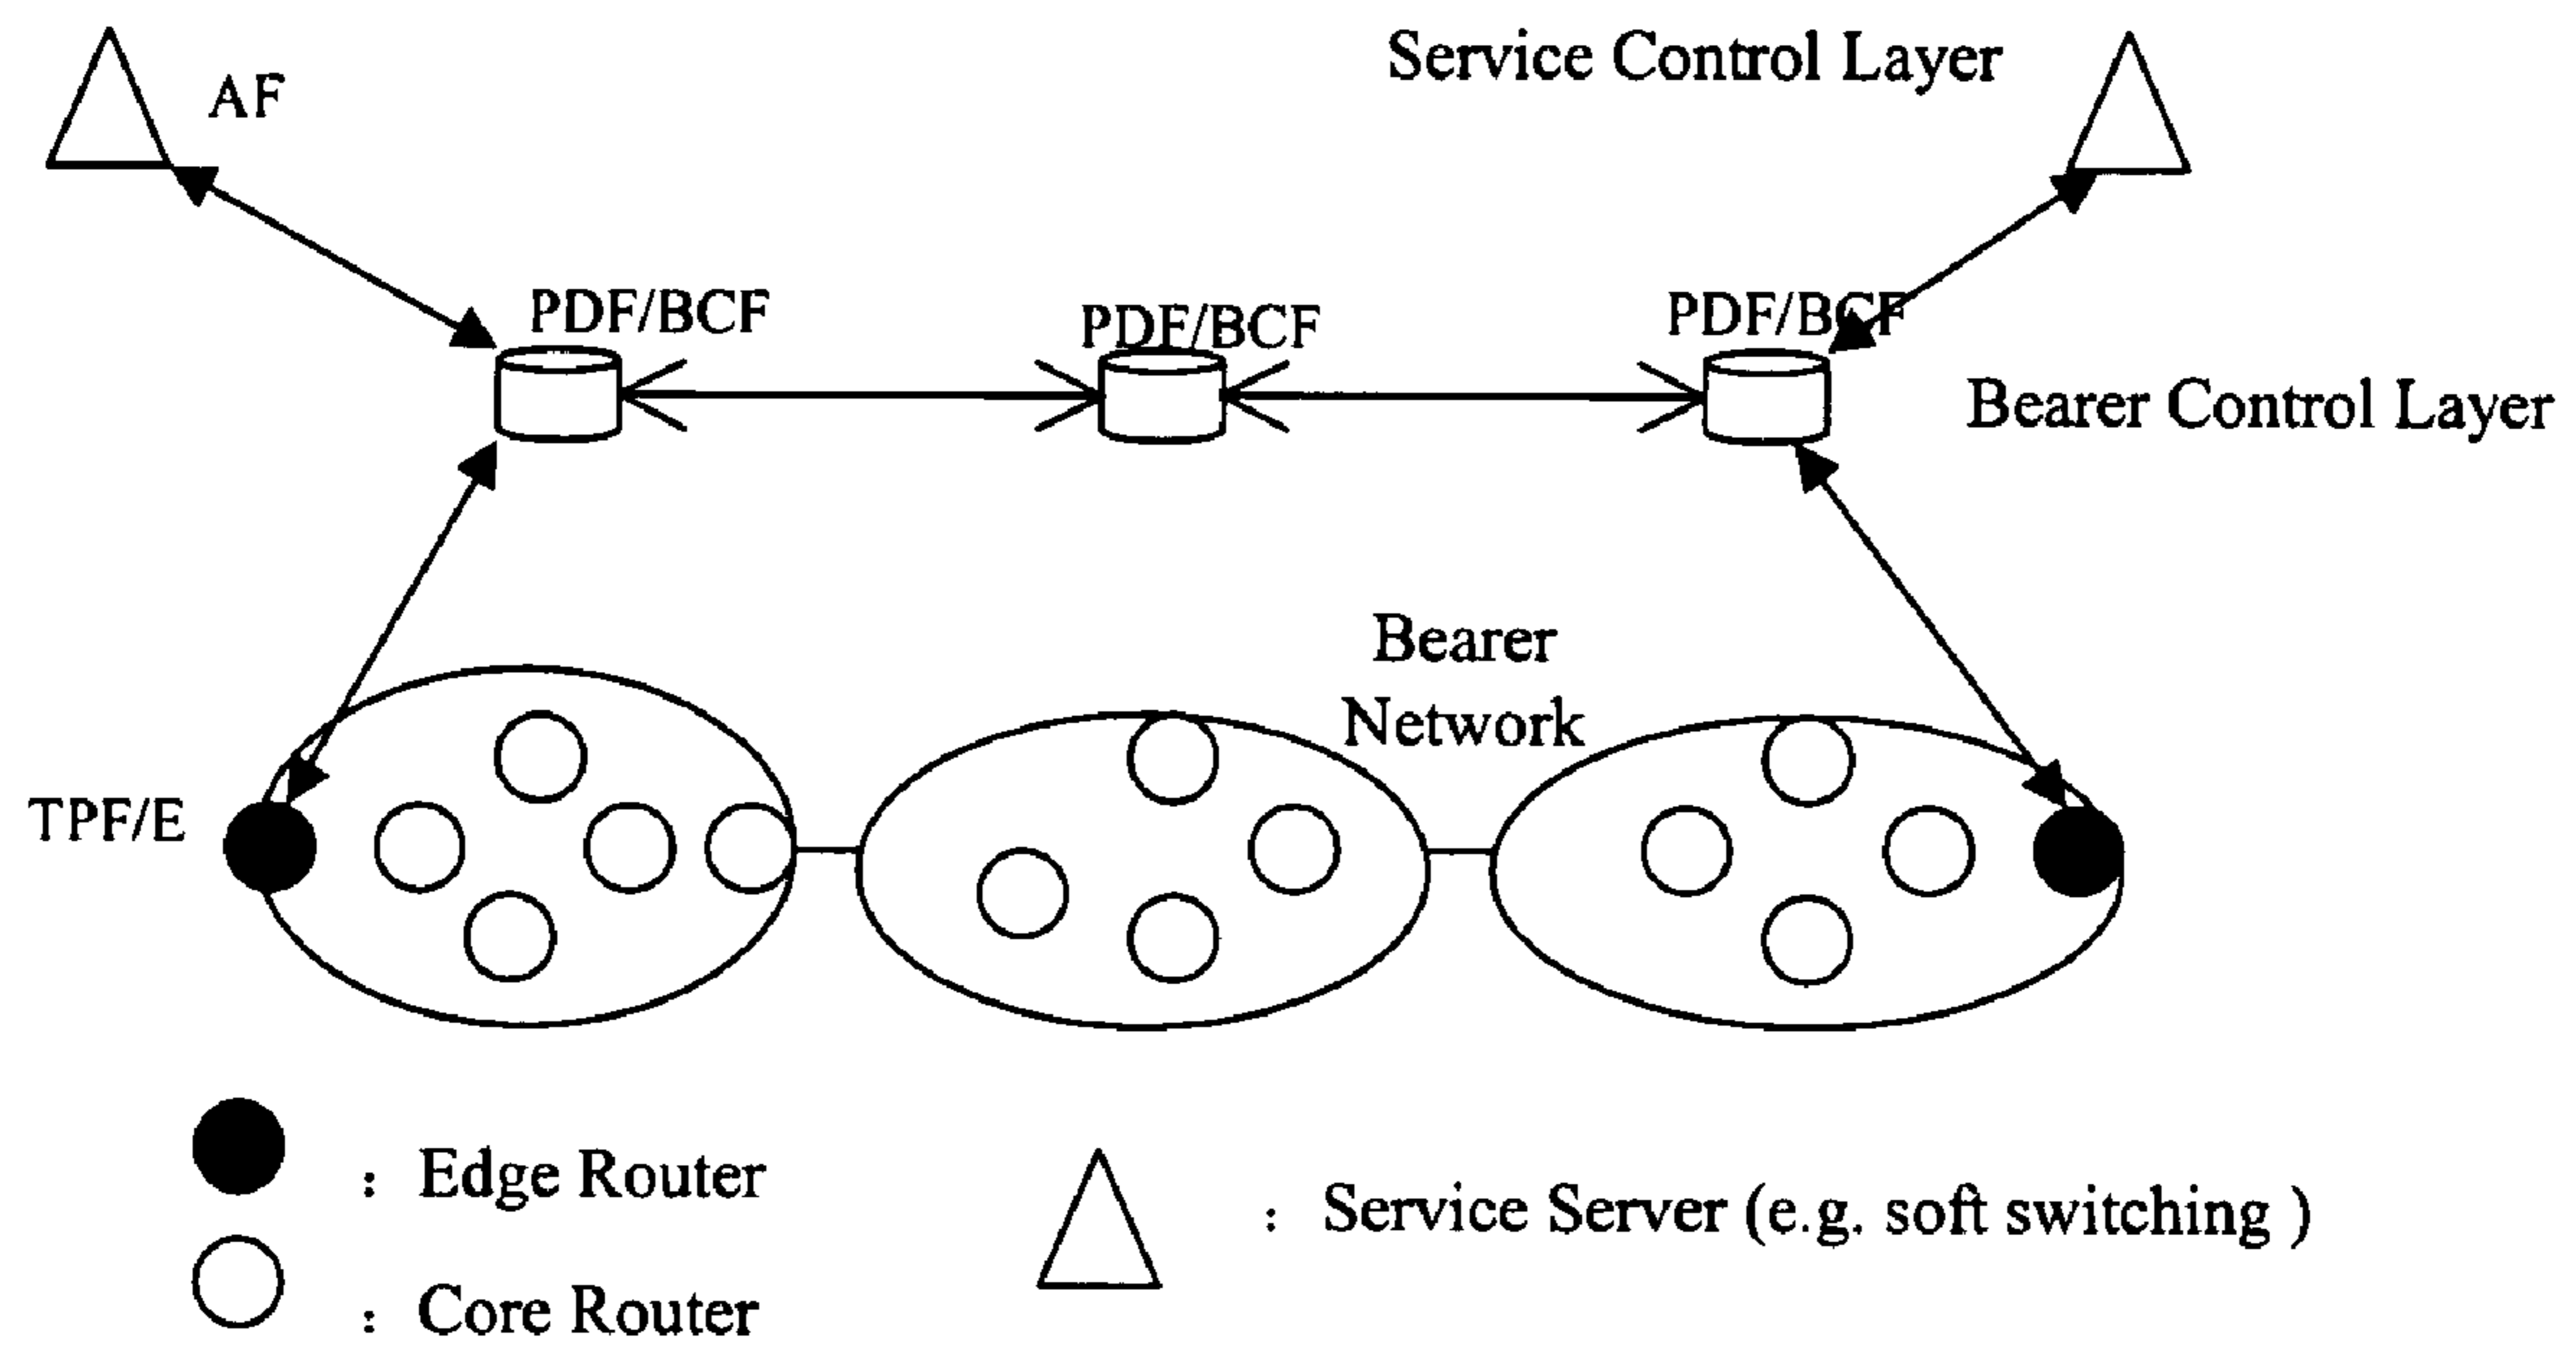 AF
Service Control Layer
PDF/BCF
PDF/BCF
PDF/BCF
Bearer Control Layer
Bearer
Network
TPF/E
: Edge Router
: Core Router
: Service Server (e.g. soft switching )